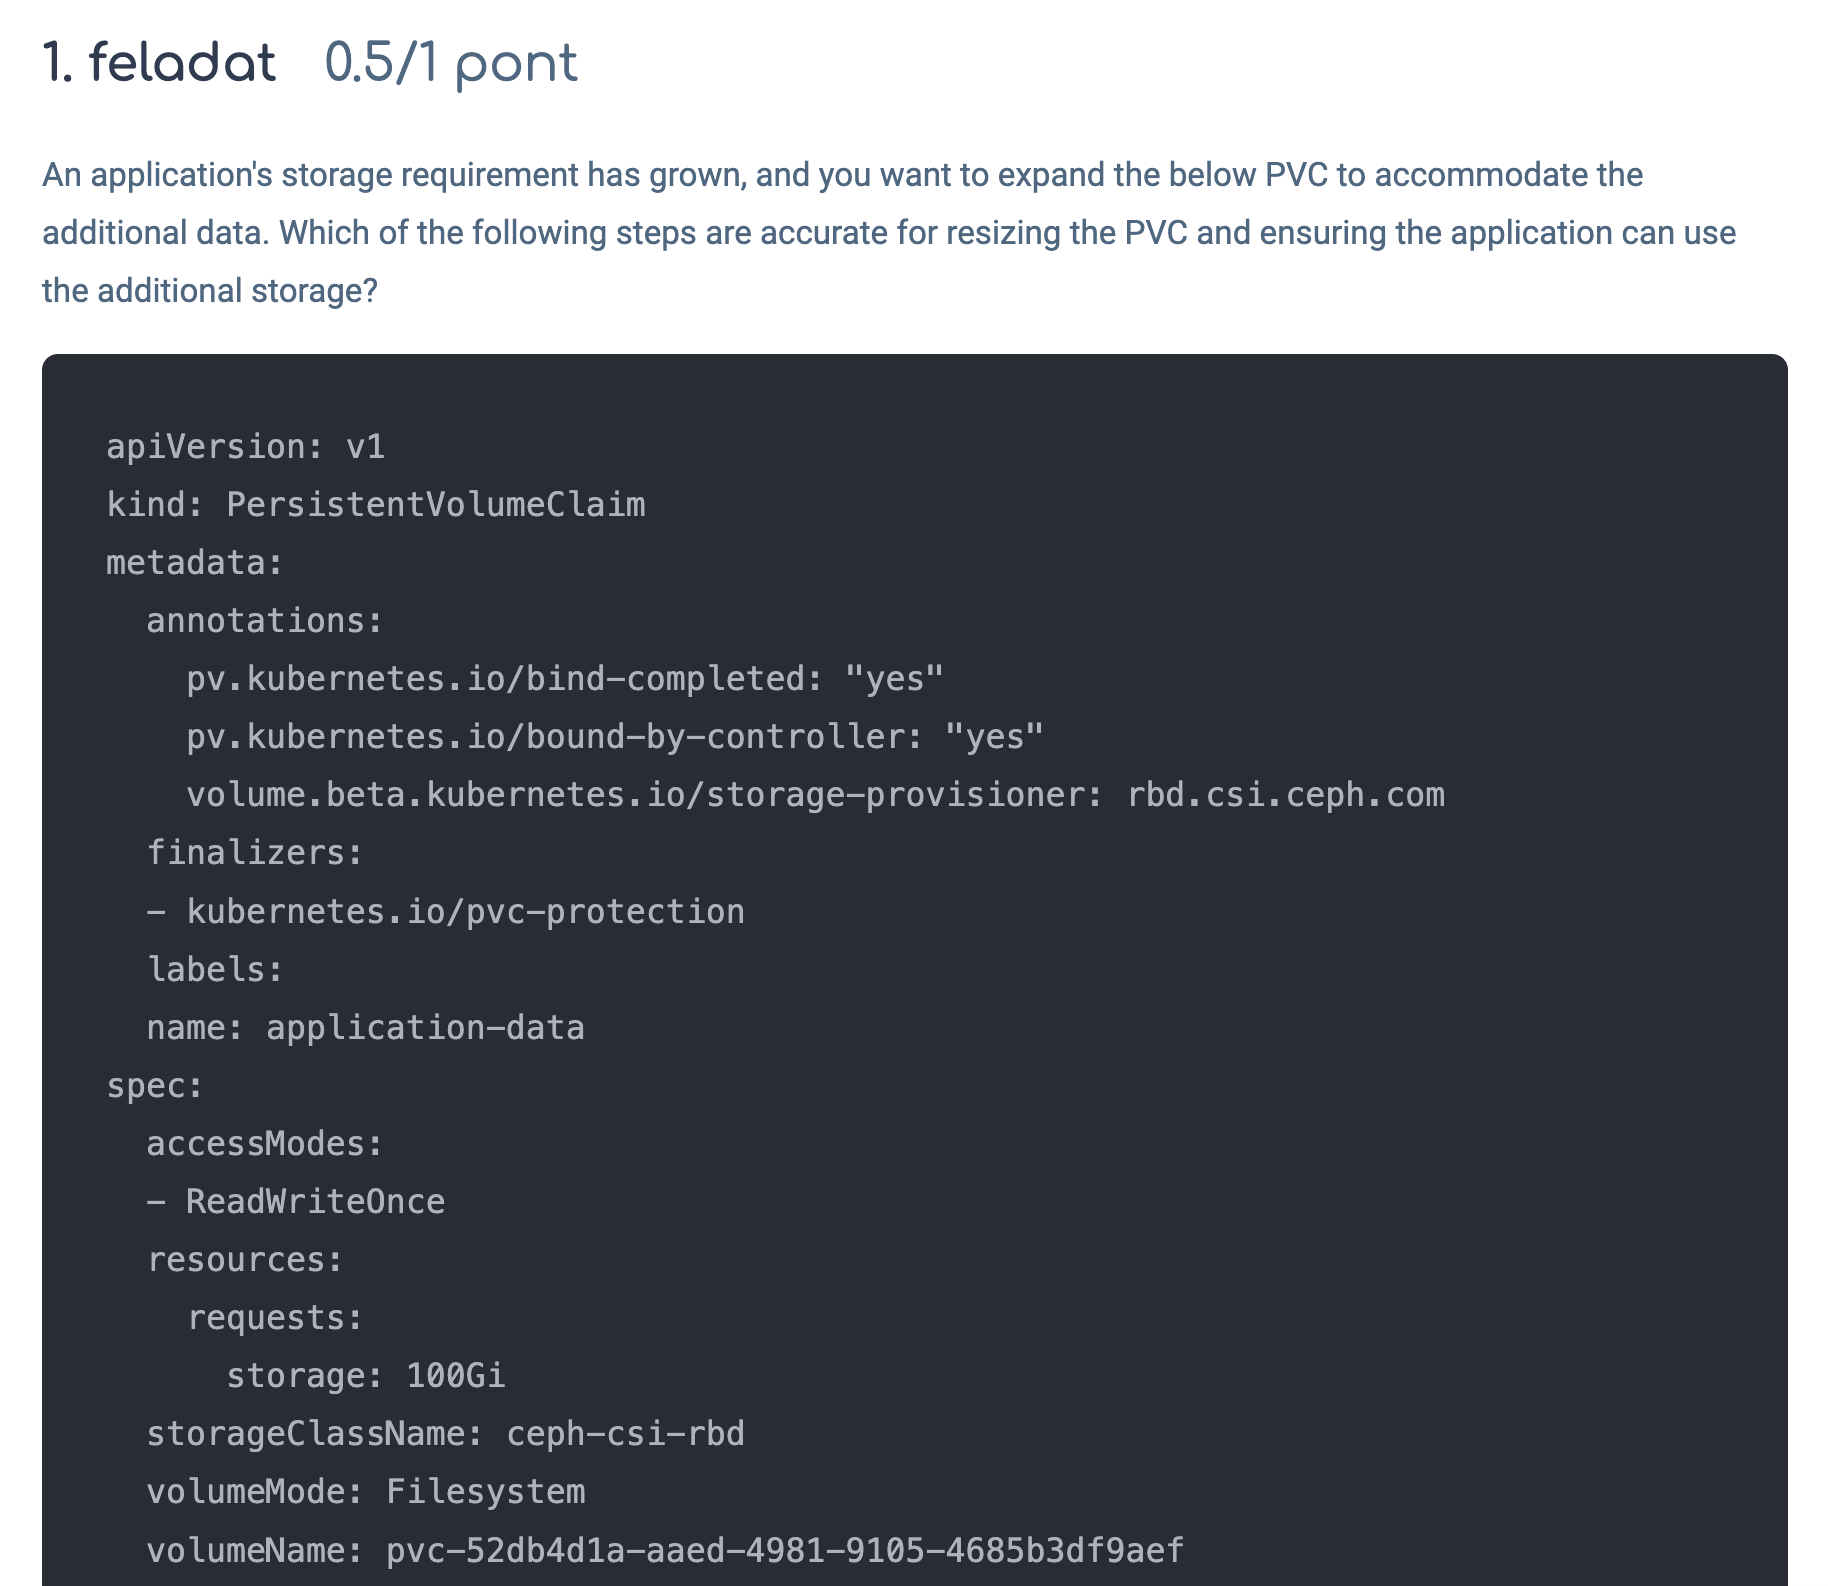 1. feladat 0.5/1 pont
An application's storage requirement has grown, and you want to expand the below PVC to accommodate the
additional data. Which of the following steps are accurate for resizing the PVC and ensuring the application can use
the additional storage?
apiVersion: v1
kind: PersistentVolumeClaim
metadata:
  annotations:
    pv.kubernetes.io/bind-completed: "yes"
    pv.kubernetes.io/bound-by-controller: "yes"
    volume.beta.kubernetes.io/storage-provisioner: rbd.csi.ceph.com
  finalizers:
  - kubernetes.io/pvc-protection
  labels:
  name: application-data
spec:
  accessModes:
  - ReadWriteOnce
  resources:
    requests:
      storage: 100Gi
  storageClassName: ceph-csi-rbd
  volumeMode: Filesystem
  volumeName: pvc-52db4d1a-aaed-4981-9105-4685b3df9aef